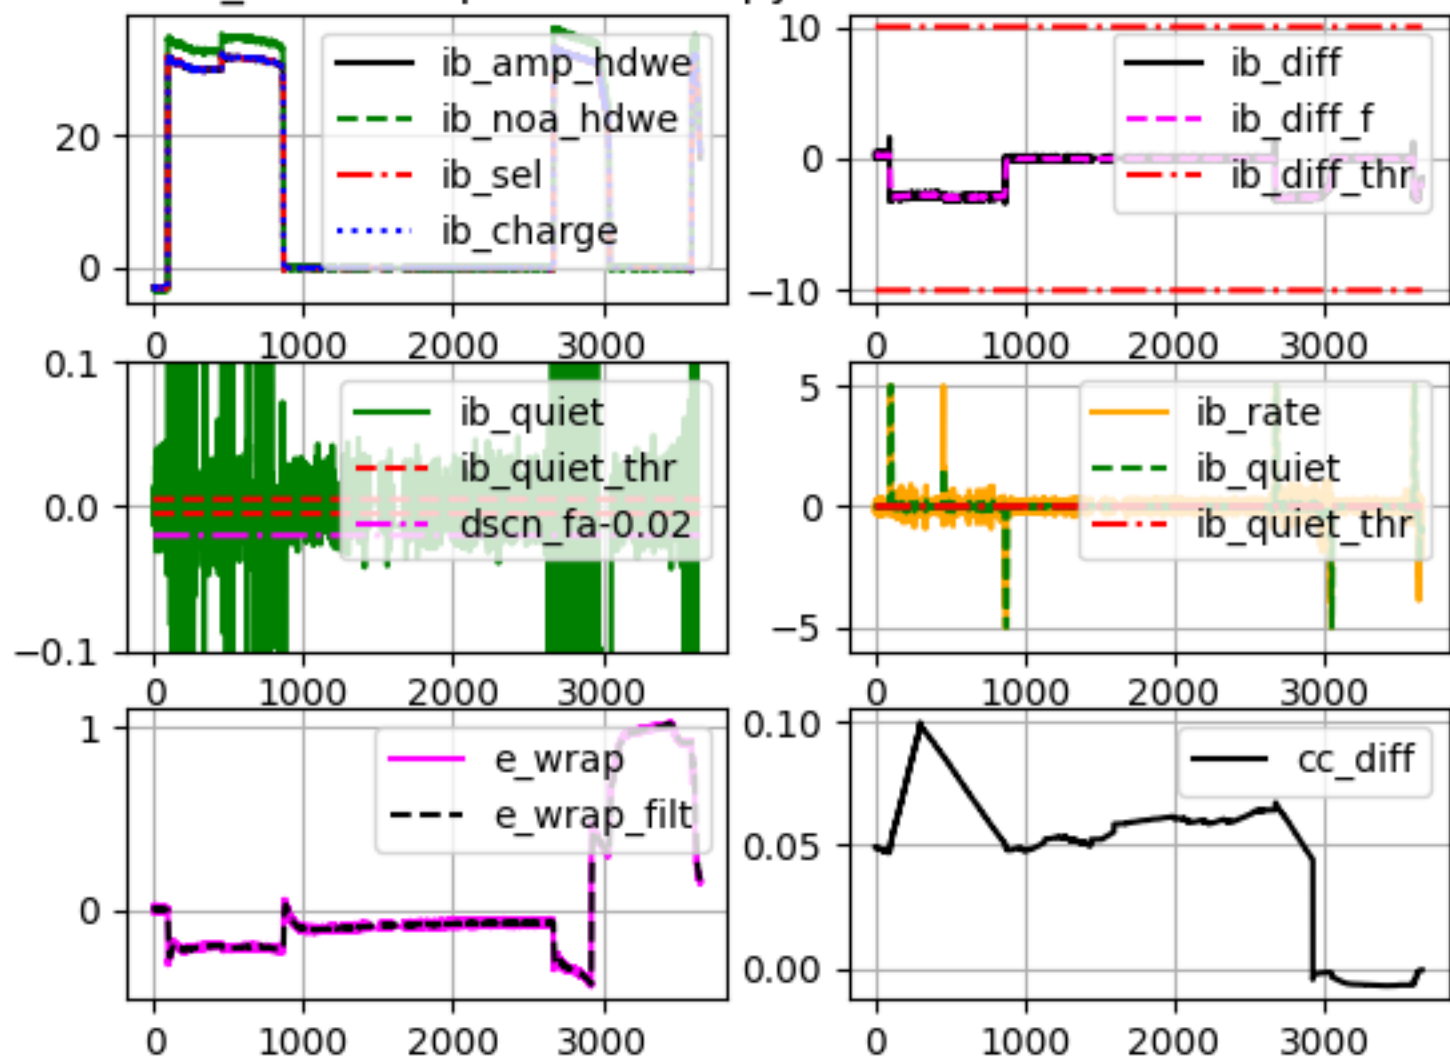 20
0
ib_amp_hdwe
ib_noa_hdwe
ib_sel
ib_charge
0 1000 2000 3000
10
0
−10
ib_diff
ib_diff_f
ib_diff_thr
0 1000 2000 3000
0.1
0.0
−0.1
ib_quiet
ib_quiet_thr
dscn_fa-0.02
0 1000 2000 3000
5
0
−5
ib_rate
ib_quiet
ib_quiet_thr
0 1000 2000 3000
1
0
e_wrap
e_wrap_filt
0 1000 2000 3000
0.10
0.05
0.00
cc_diff
0 1000 2000 3000